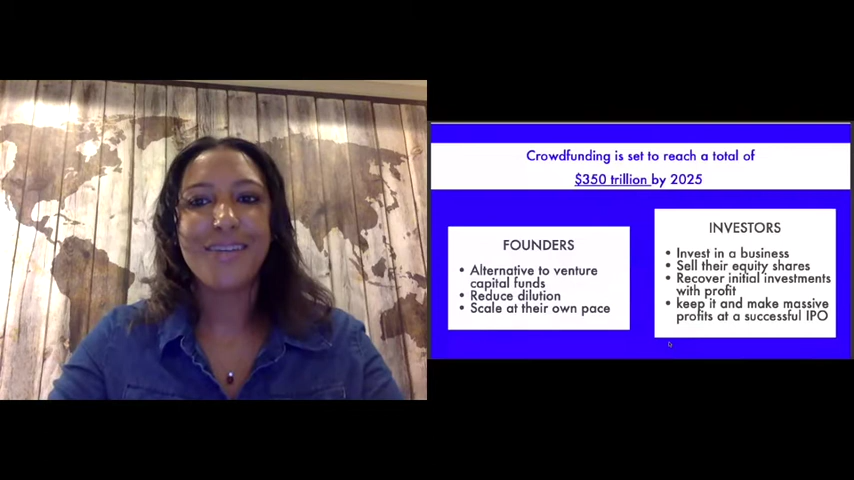 Crowdfunding is set to reach a total of
$350 trillion by 2025
FOUNDERS
• Alternative to venture
capital funds
• Reduce dilution
• Scale at their own pace
INVESTORS
• Invest in a business
• Sell their equity shares
• Recover initial investments
with profit
• keep it and make massive
profits at a successful IPO